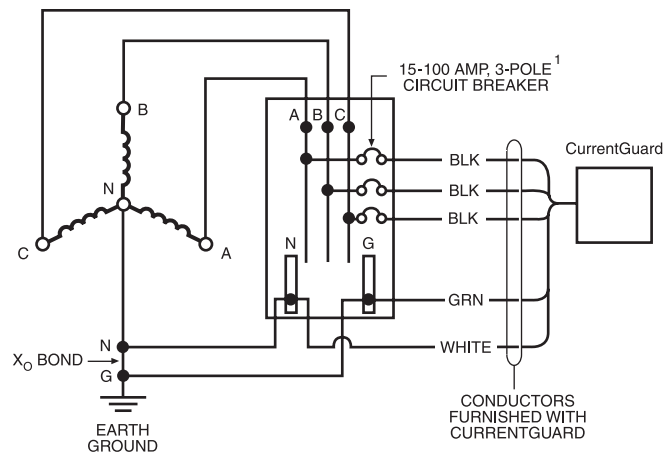 15-100 AMP, 3-POLE1
CIRCUIT BREAKER
B
A B C
CurrentGuard
BLK
N
BLK
BLK
C
A
N
G
GRN
N
WHITE
XO BOND
G
EARTH
GROUND
CONDUCTORS
FURNISHED WITH
CURRENTGUARD